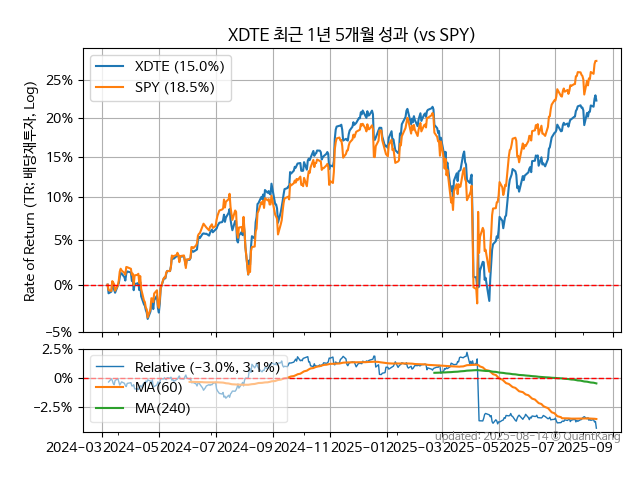 XDTE 최근 1년 5개월 성과 (vs SPY)
XDTE (15.0%)
SPY (18.5%)
Rate of Return (TR: 배당재투자, Log)
25%
20%
15%
10%
5%
0%
−5%
2.5%
0%
−2.5%
Relative (−3.0%, 3.1%)
MA(60)
MA(240)
2024−03
2024−05
2024−07
2024−09
2024−11
2025−01
2025−03
2025−05
2025−07
2025−09
updated: 2025-08-14 © QuantKang